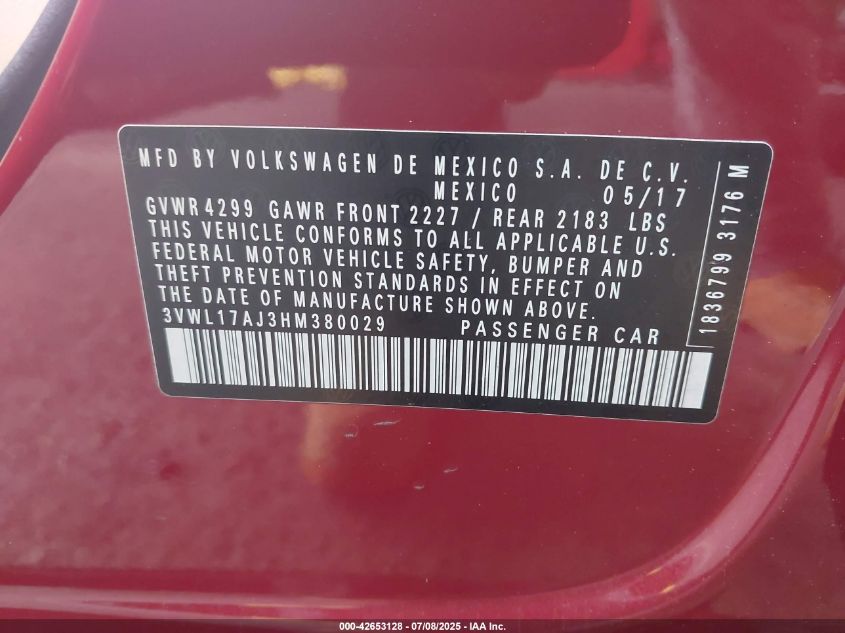 MFD BY VOLKSWAGEN DE MEXICO S.A. DE C.V.
MEXICO 05/17
GVWR 4299 GAWR FRONT 2227 / REAR 2183 LBS
THIS VEHICLE CONFORMS TO ALL APPLICABLE U.S.
FEDERAL MOTOR VEHICLE SAFETY, BUMPER AND
THEFT PREVENTION STANDARDS IN EFFECT ON
THE DATE OF MANUFACTURE SHOWN ABOVE.
3VWL17AJ3HM380029 PASSENGER CAR
1836799 3176 M
000-42653128 - 07/08/2025 - IAA Inc.